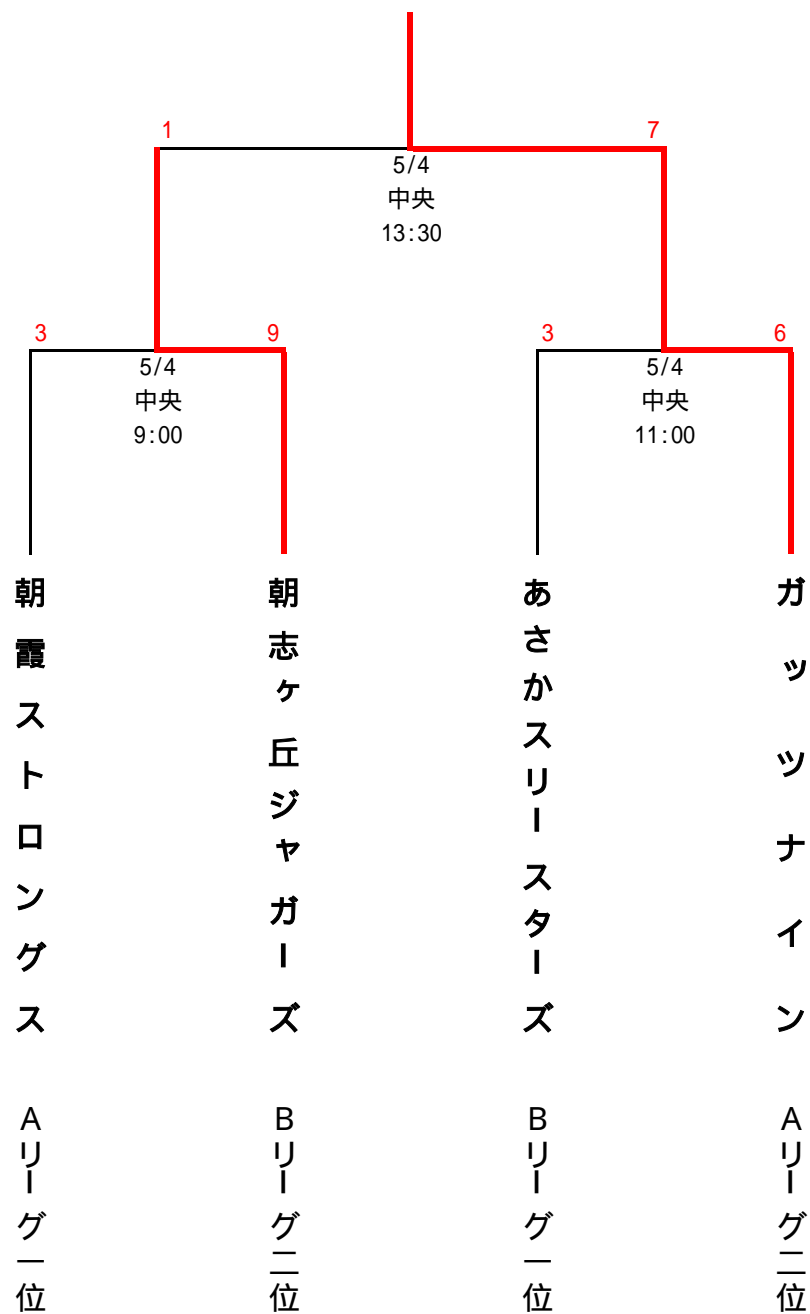 1
7
5/4
中央
13:30
3
9
3
6
5/4
中央
9:00
5/4
中央
11:00
朝霞ストロングス Aリーグ一位
朝志ヶ丘ジャガーズ Bリーグ二位
あさかスリースターズ Bリーグ一位
ガッツナイン Aリーグ二位